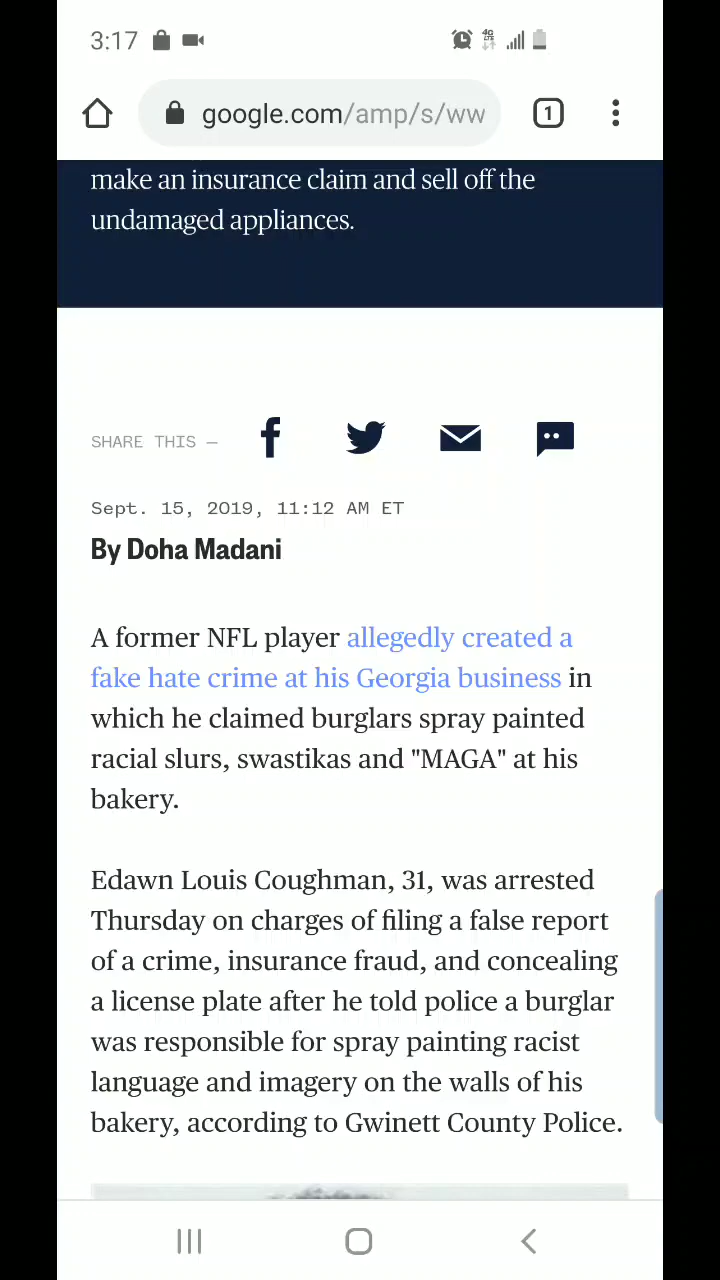 3:17
4G
LTE
google.com/amp/s/ww
1
make an insurance claim and sell off the
undamaged appliances.
SHARE THIS —
Sept. 15, 2019, 11:12 AM ET
By Doha Madani
A former NFL player allegedly created a
fake hate crime at his Georgia business in
which he claimed burglars spray painted
racial slurs, swastikas and "MAGA" at his
bakery.
Edawn Louis Coughman, 31, was arrested
Thursday on charges of filing a false report
of a crime, insurance fraud, and concealing
a license plate after he told police a burglar
was responsible for spray painting racist
language and imagery on the walls of his
bakery, according to Gwinett County Police.